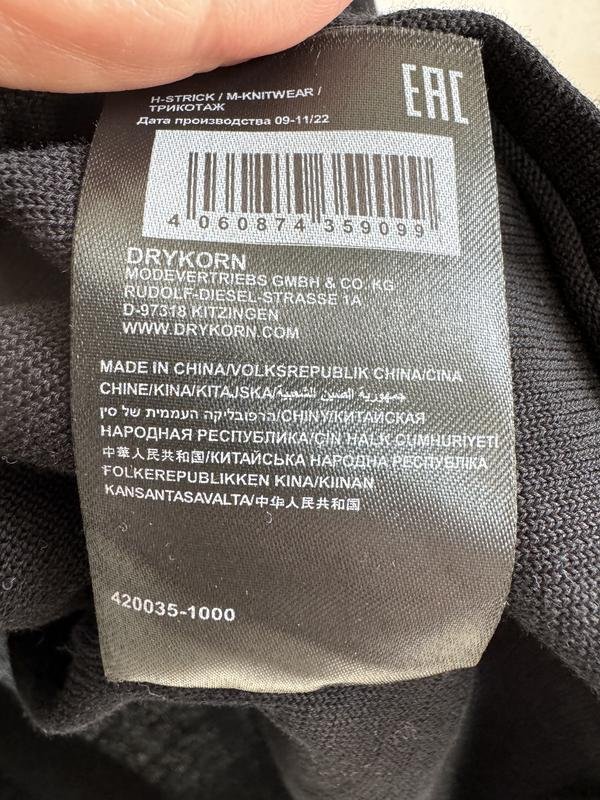 H-STRICK / M-KNITWEAR /
ТРИКОТАЖ
Дата производства 09-11/22
EAC
4 060874 359099
DRYKORN
MODEVERTRIEBS GMBH & CO. KG
RUDOLF-DIESEL-STRASSE 1A
D-97318 KITZINGEN
WWW.DRYKORN.COM
MADE IN CHINA/VOLKSREPUBLIK CHINA/CINA
CHINE/KINA/KITAJSKA/جمهورية الصين الشعبية
הרפובליקה העממית של סין/CHINY/КИТАЙСКАЯ
НАРОДНАЯ РЕСПУБЛИКА/ÇIN HALK CUMHURIYETI
中華人民共和国/КИТАЙСЬКА НАРОДНА РЕСПУБЛІКА
FOLKEREPUBLIKKEN KINA/KIINAN
KANSANTASAVALTA/中华人民共和国
420035-1000